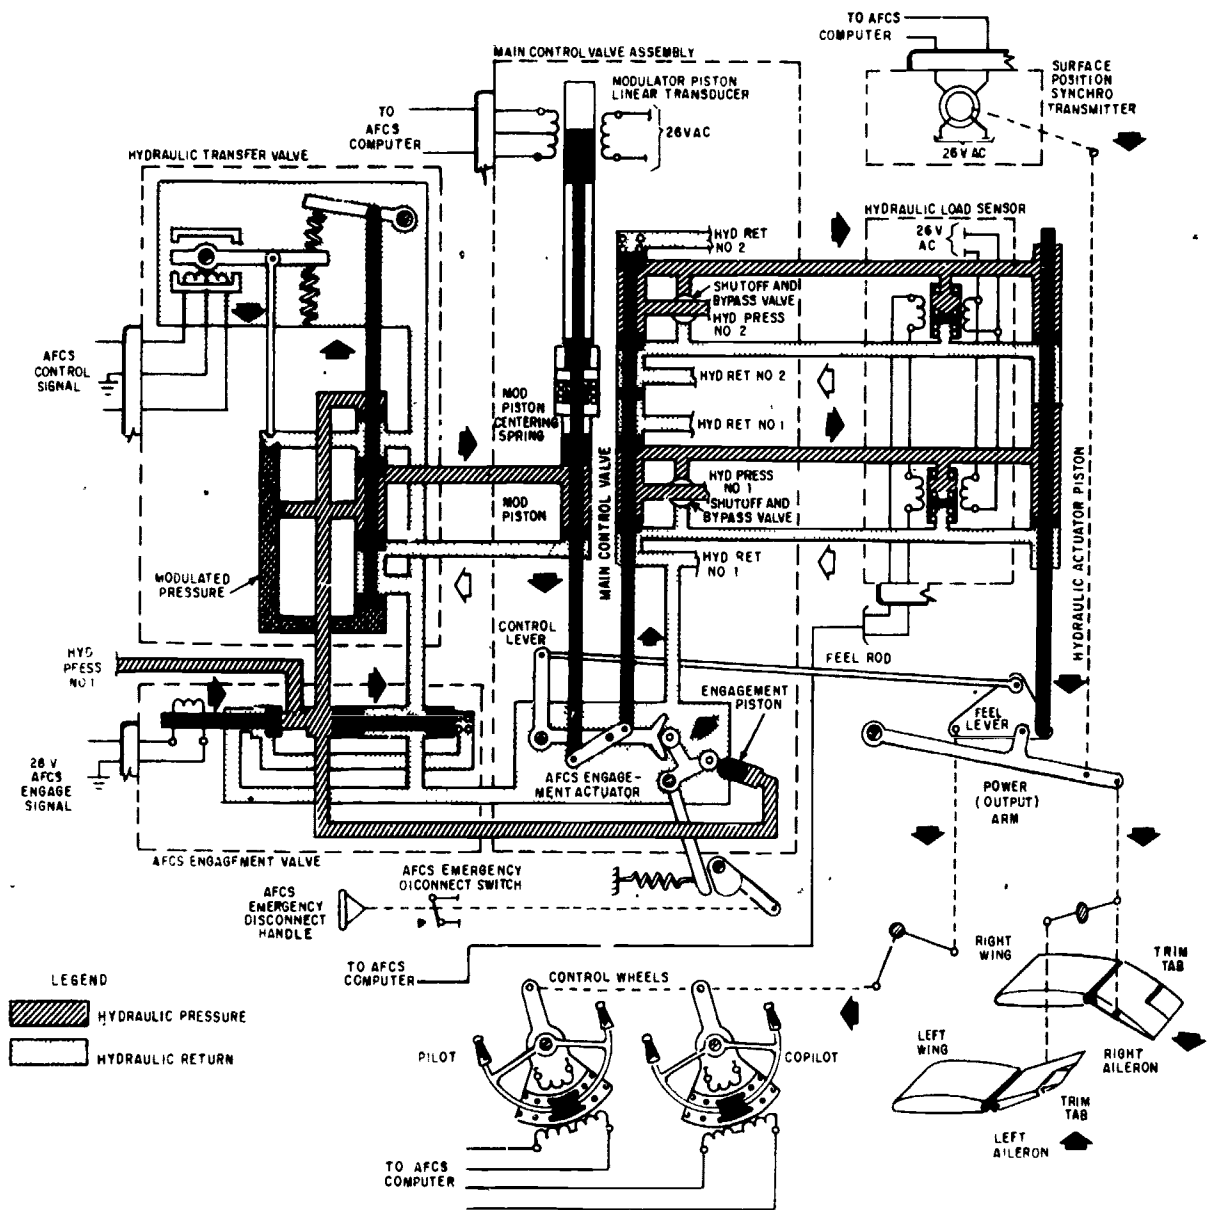 TO AFCS
COMPUTER
SURFACE
POSITION
SYNCHRO
TRANSMITTER
26 V AC
MAIN CONTROL VALVE ASSEMBLY
MODULATOR PISTON
LINEAR TRANSDUCER
26V AC
TO
AFCS
COMPUTER
HYDRAULIC TRANSFER VALVE
HYDRAULIC LOAD SENSOR
26 V
AC
HYD RET
NO 2
SHUTOFF AND
BYPASS VALVE
HYD PRESS
NO 2
HYD RET NO 2
HYD RET NO 1
HYD PRESS
NO 1
SHUTOFF AND
BYPASS VALVE
HYD RET
NO 1
AFCS
CONTROL
SIGNAL
MOD
PISTON
CENTERING
SPRING
MOD
PISTON
MAIN CONTROL VALVE
HYDRAULIC ACTUATOR PISTON
MODULATED
PRESSURE
CONTROL
LEVER
FEEL ROD
HYD
PRESS
NO 1
ENGAGEMENT
PISTON
FEEL
LEVER
28 V
AFCS
ENGAGE
SIGNAL
AFCS ENGAGE-
MENT ACTUATOR
POWER
(OUTPUT)
ARM
AFCS ENGAGEMENT VALVE
AFCS EMERGENCY
DICONNECT SWITCH
AFCS
EMERGENCY
DISCONNECT
HANDLE
TO AFCS
COMPUTER
CONTROL WHEELS
RIGHT
WING
TRIM
TAB
LEGEND
HYDRAULIC PRESSURE
HYDRAULIC RETURN
PILOT
COPILOT
LEFT
WING
RIGHT
AILERON
TRIM
TAB
LEFT
AILERON
TO AFCS
COMPUTER